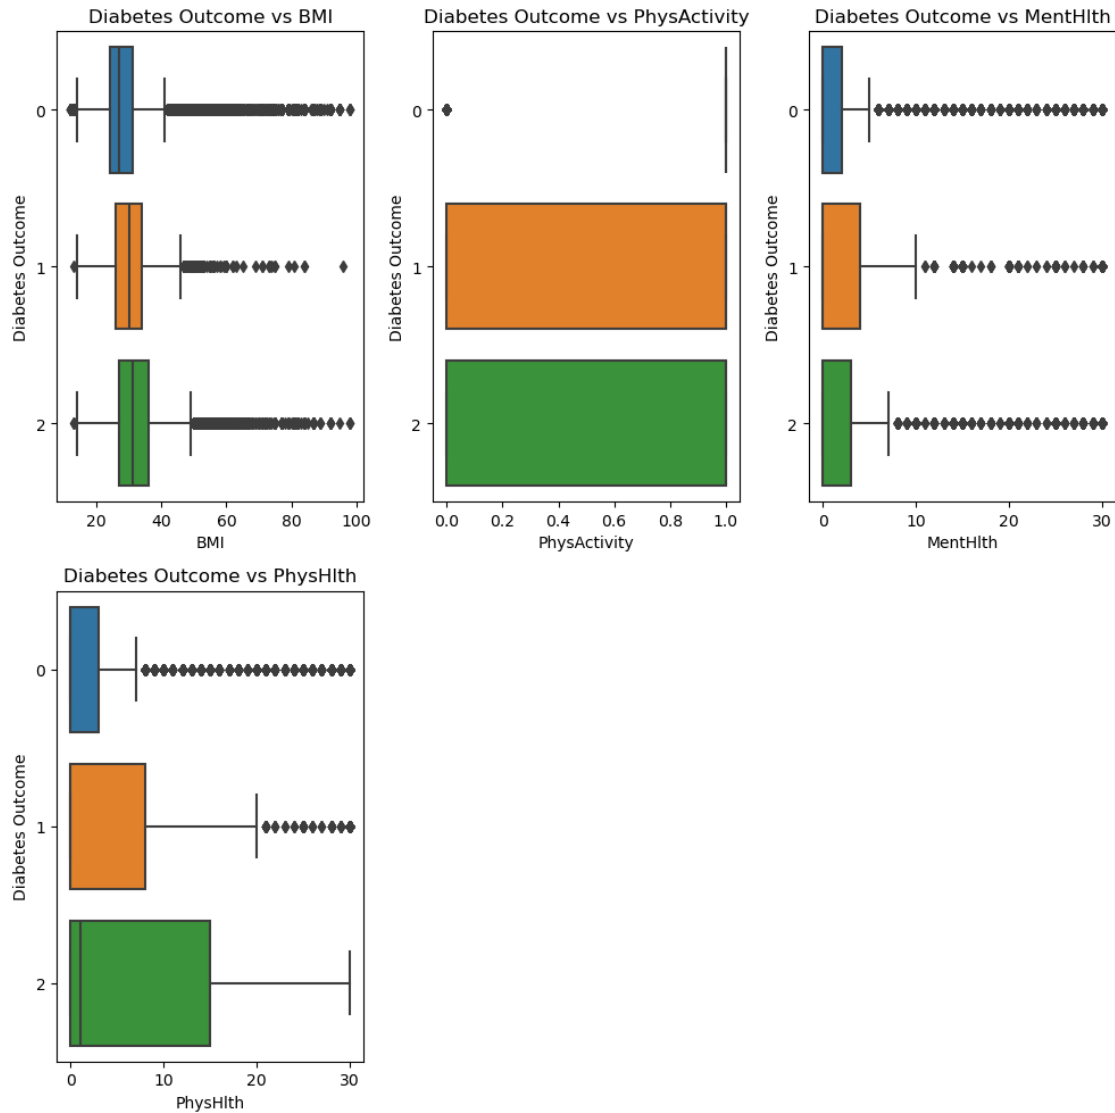 Diabetes Outcome vs BMI
Diabetes Outcome
0
1
2
20 40 60 80 100
BMI
Diabetes Outcome vs PhysActivity
Diabetes Outcome
0
1
2
0.0 0.2 0.4 0.6 0.8 1.0
PhysActivity
Diabetes Outcome vs MentHlth
Diabetes Outcome
0
1
2
0 10 20 30
MentHlth
Diabetes Outcome vs PhysHlth
Diabetes Outcome
0
1
2
0 10 20 30
PhysHlth